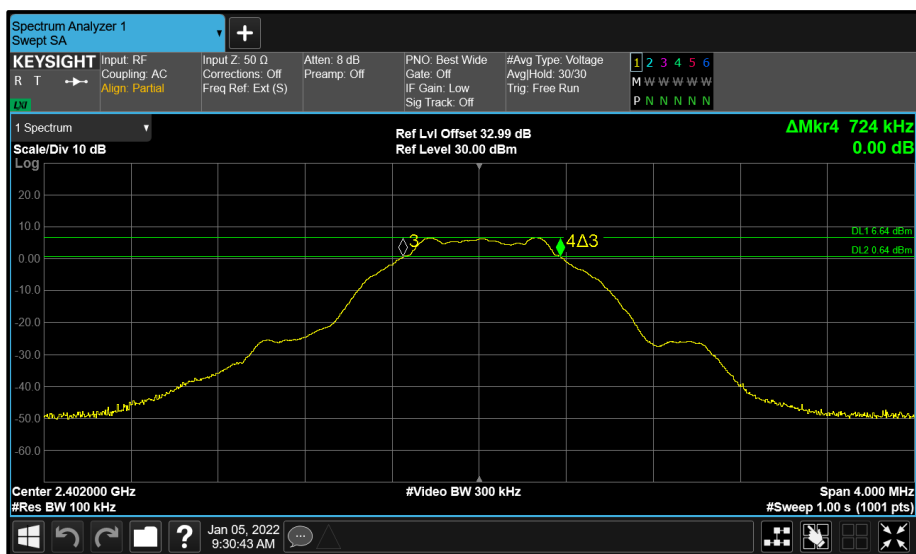 Spectrum Analyzer 1
Swept SA
KEYSIGHT
R T
LXI
Input: RF
Coupling: AC
Align: Partial
Input Z: 50 Ω
Corrections: Off
Freq Ref: Ext (S)
Atten: 8 dB
Preamp: Off
PNO: Best Wide
Gate: Off
IF Gain: Low
Sig Track: Off
#Avg Type: Voltage
Avg|Hold: 30/30
Trig: Free Run
1 2 3 4 5 6
M W W W W W
P N N N N N
1 Spectrum
Scale/Div 10 dB
Log
Ref Lvl Offset 32.99 dB
Ref Level 30.00 dBm
ΔMkr4 724 kHz
0.00 dB
20.0
10.0
0.00
-10.0
-20.0
-30.0
-40.0
-50.0
-60.0
3
4Δ3
DL1 6.64 dBm
DL2 0.64 dBm
Center 2.402000 GHz
#Res BW 100 kHz
#Video BW 300 kHz
Span 4.000 MHz
#Sweep 1.00 s (1001 pts)
?
Jan 05, 2022
9:30:43 AM